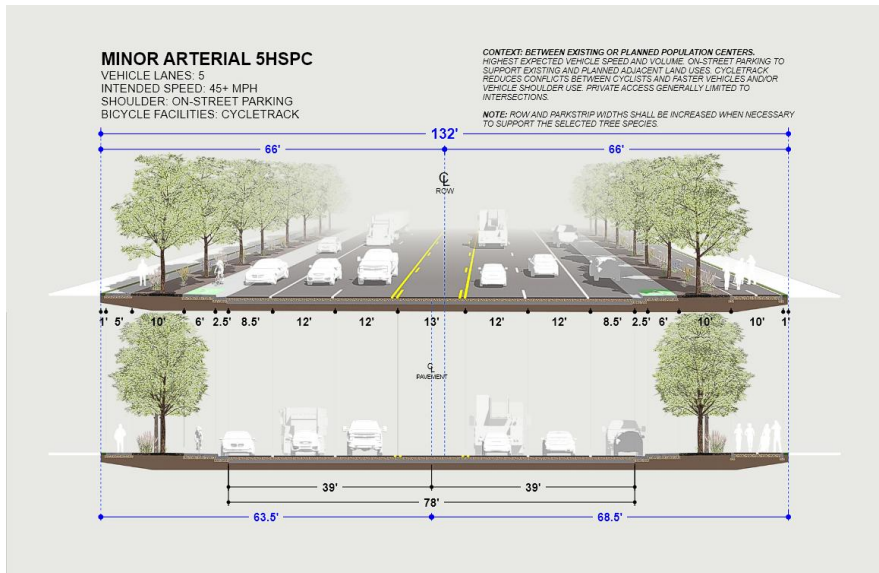 MINOR ARTERIAL 5HSPC
VEHICLE LANES: 5
INTENDED SPEED: 45+ MPH
SHOULDER: ON-STREET PARKING
BICYCLE FACILITIES: CYCLETRACK
CONTEXT: BETWEEN EXISTING OR PLANNED POPULATION CENTERS.
HIGHEST EXPECTED VEHICLE SPEED AND VOLUME. ON-STREET PARKING TO
SUPPORT EXISTING AND PLANNED ADJACENT LAND USES. CYCLETRACK
REDUCES CONFLICTS BETWEEN CYCLISTS AND FASTER VEHICLES AND/OR
VEHICLE SHOULDER USE. PRIVATE ACCESS GENERALLY LIMITED TO
INTERSECTIONS.
NOTE: ROW AND PARKSTRIP WIDTHS SHALL BE INCREASED WHEN NECESSARY
TO SUPPORT THE SELECTED TREE SPECIES.
132'
66' 66'
℄
ROW
1' 5' 10' 6' 2.5' 8.5' 12' 12' 13' 12' 12' 8.5' 2.5' 6' 10' 10' 1'
℄
PAVEMENT
39' 39'
78'
63.5' 68.5'